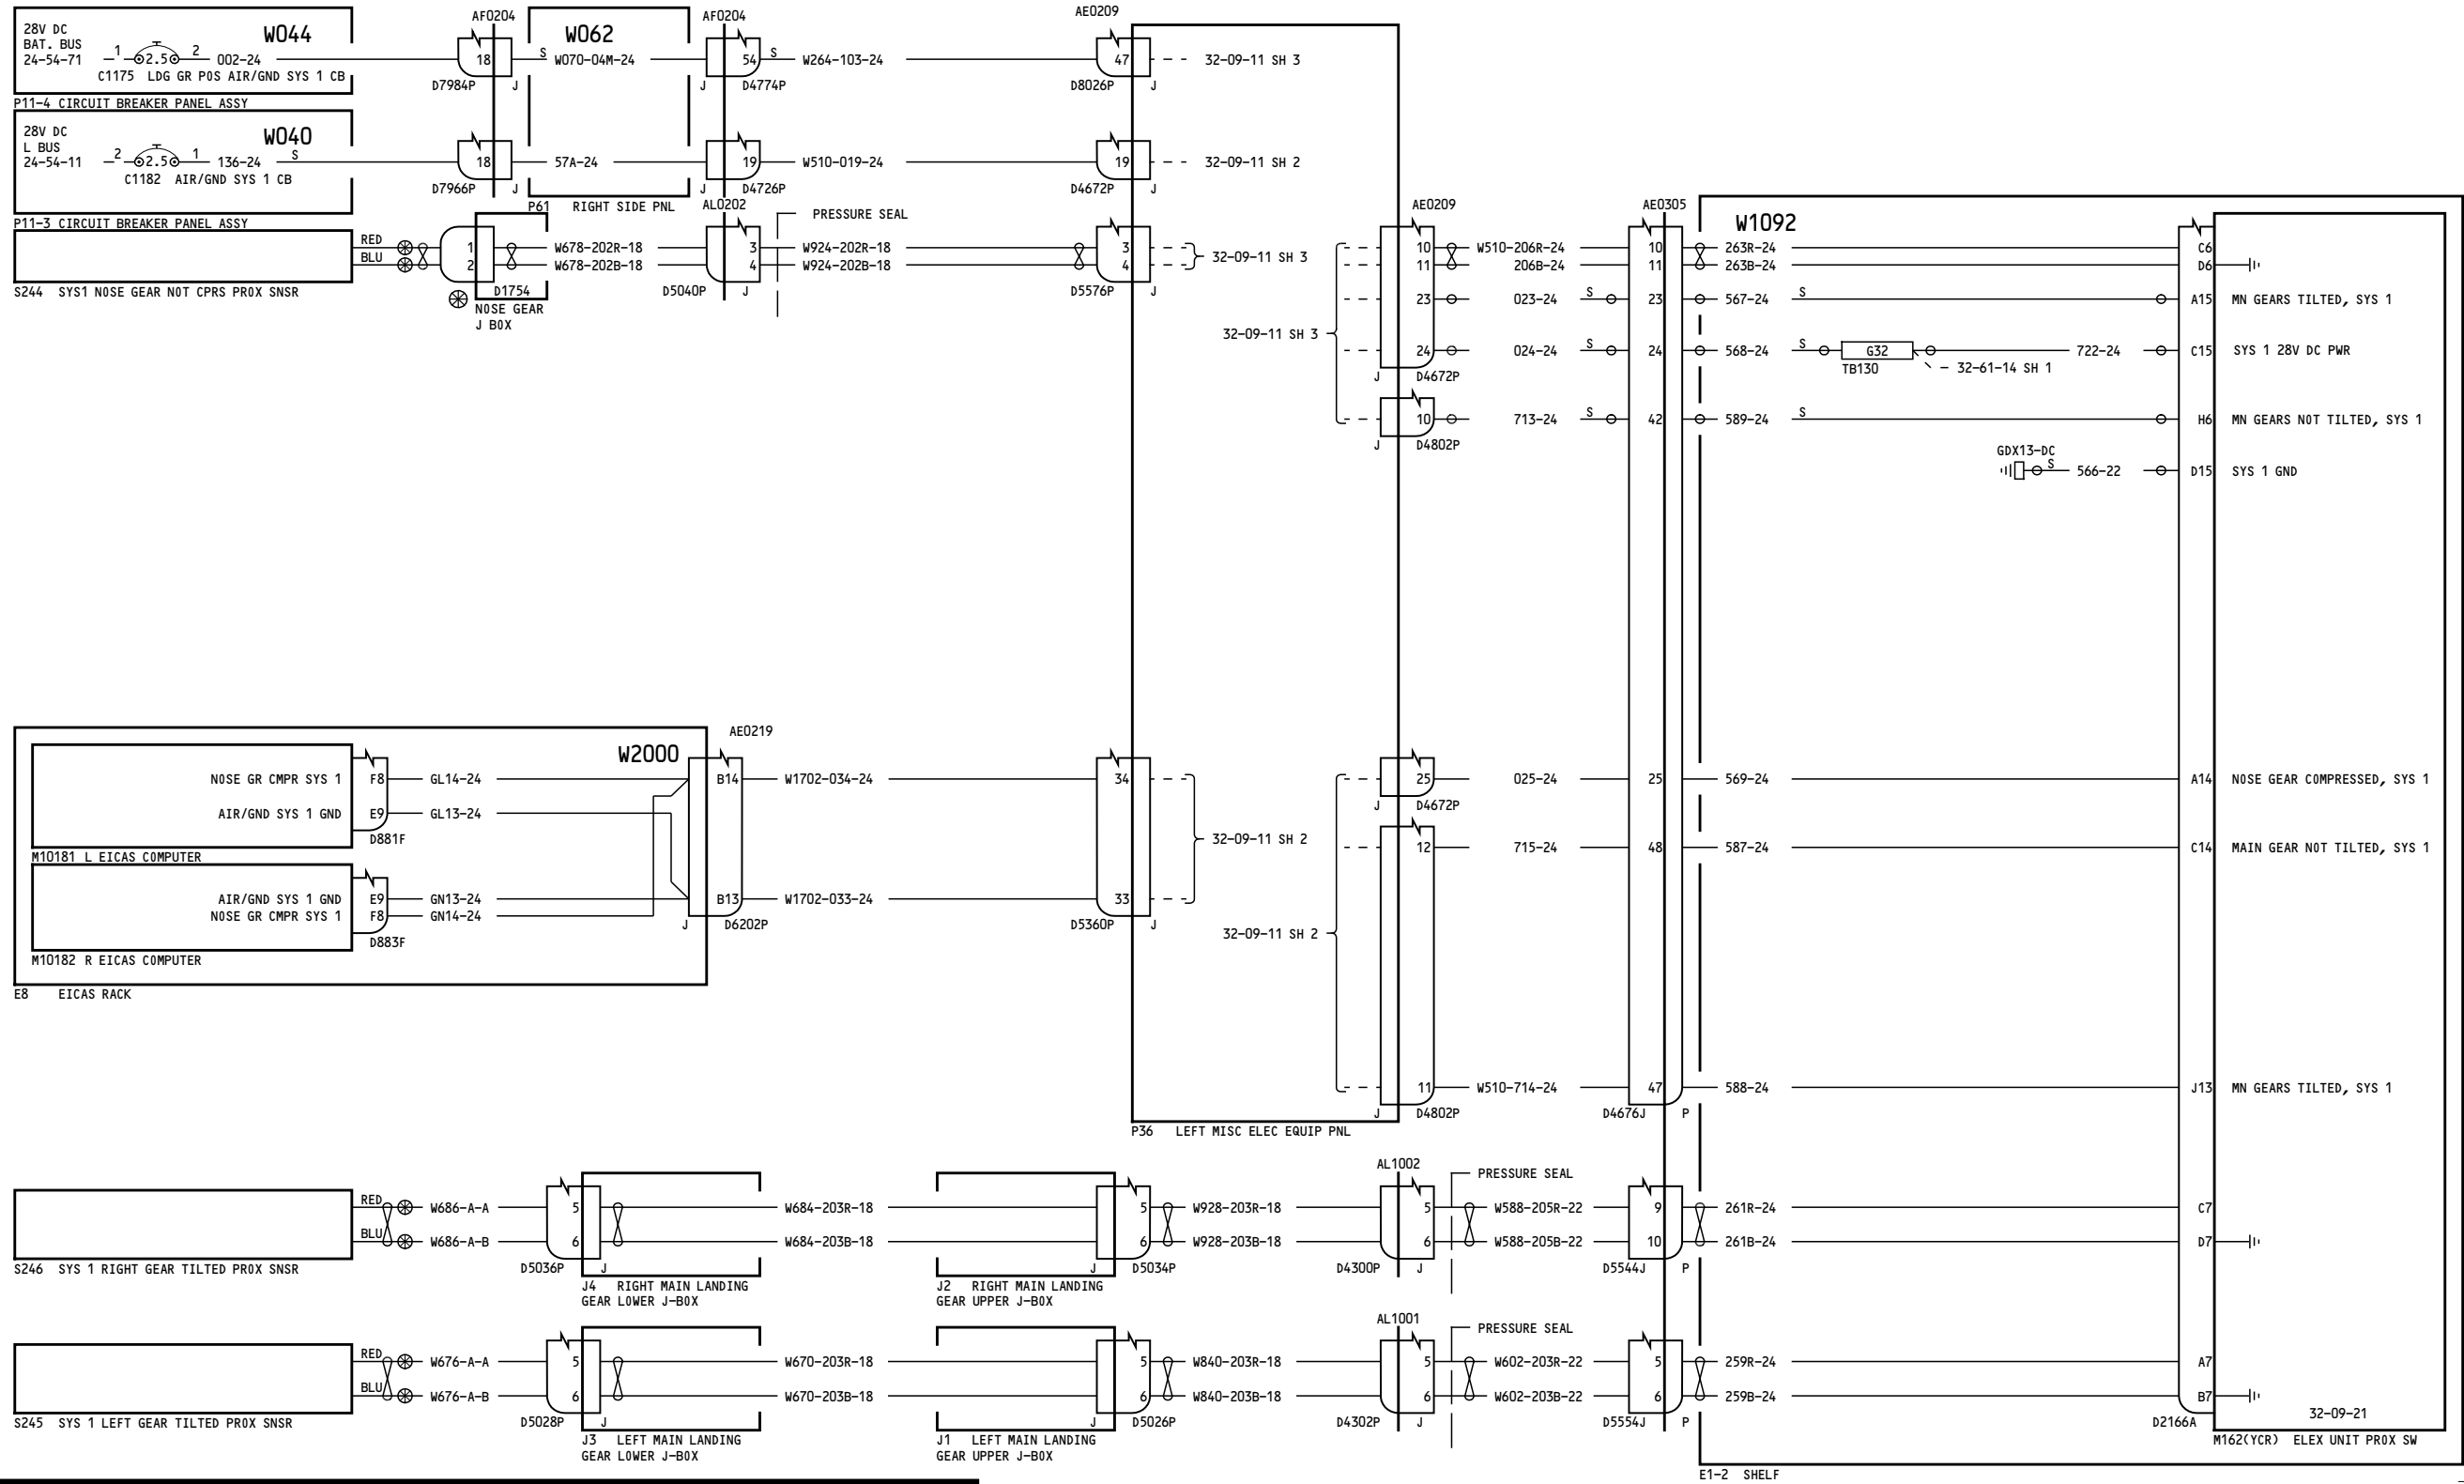 AF0204 AF0204 AE0209
28V DC W044 W062
BAT. BUS
24-54-71 1 2.5 2 002-24 18 S W070-04M-24 54 S W264-103-24 47 32-09-11 SH 3
C1175 LDG GR POS AIR/GND SYS 1 CB D7984P J J D4774P D8026P J
P11-4 CIRCUIT BREAKER PANEL ASSY
28V DC W040
L BUS
24-54-11 2 2.5 1 136-24 S 18 57A-24 19 W510-019-24 19 32-09-11 SH 2
C1182 AIR/GND SYS 1 CB D7966P J J D4726P D4672P J
P61 RIGHT SIDE PNL AL0202 PRESSURE SEAL AE0209 AE0305
P11-3 CIRCUIT BREAKER PANEL ASSY W1092
RED 1 W678-202R-18 3 W924-202R-18 3 10 W510-206R-24 10 263R-24 C6
32-09-11 SH 3
BLU 2 W678-202B-18 4 W924-202B-18 4 11 206B-24 11 263B-24 D6
S244 SYS1 NOSE GEAR NOT CPRS PROX SNSR D1754 D5040P J D5576P J
23 023-24 S 23 567-24 S A15 MN GEARS TILTED, SYS 1
NOSE GEAR
J BOX
32-09-11 SH 3
24 024-24 S 24 568-24 S G32 722-24 C15 SYS 1 28V DC PWR
TB130 32-61-14 SH 1
J D4672P
10 713-24 S 42 589-24 S H6 MN GEARS NOT TILTED, SYS 1
J D4802P
GDX13-DC
S 566-22 D15 SYS 1 GND
AE0219
W2000
NOSE GR CMPR SYS 1 F8 GL14-24 B14 W1702-034-24 34 25 025-24 25 569-24 A14 NOSE GEAR COMPRESSED, SYS 1
J D4672P
AIR/GND SYS 1 GND E9 GL13-24
D881F 32-09-11 SH 2
12 715-24 48 587-24 C14 MAIN GEAR NOT TILTED, SYS 1
M10181 L EICAS COMPUTER
AIR/GND SYS 1 GND E9 GN13-24 B13 W1702-033-24 33
NOSE GR CMPR SYS 1 F8 GN14-24
J D6202P D5360P J
32-09-11 SH 2
D883F
M10182 R EICAS COMPUTER
E8 EICAS RACK
11 W510-714-24 47 588-24 J13 MN GEARS TILTED, SYS 1
J D4802P D4676J P
P36 LEFT MISC ELEC EQUIP PNL
AL1002 PRESSURE SEAL
RED W686-A-A 5 W684-203R-18 5 W928-203R-18 5 W588-205R-22 9 261R-24 C7
BLU W686-A-B 6 W684-203B-18 6 W928-203B-18 6 W588-205B-22 10 261B-24 D7
S246 SYS 1 RIGHT GEAR TILTED PROX SNSR D5036P J J D5034P D4300P J D5544J P
J4 RIGHT MAIN LANDING J2 RIGHT MAIN LANDING
GEAR LOWER J-BOX GEAR UPPER J-BOX
AL1001 PRESSURE SEAL
RED W676-A-A 5 W670-203R-18 5 W840-203R-18 5 W602-203R-22 5 259R-24 A7
BLU W676-A-B 6 W670-203B-18 6 W840-203B-18 6 W602-203B-22 6 259B-24 B7
32-09-21
S245 SYS 1 LEFT GEAR TILTED PROX SNSR D5028P J J D5026P D4302P J D5554J P D2166A
J3 LEFT MAIN LANDING J1 LEFT MAIN LANDING M162(YCR) ELEX UNIT PROX SW
GEAR LOWER J-BOX GEAR UPPER J-BOX
E1-2 SHELF